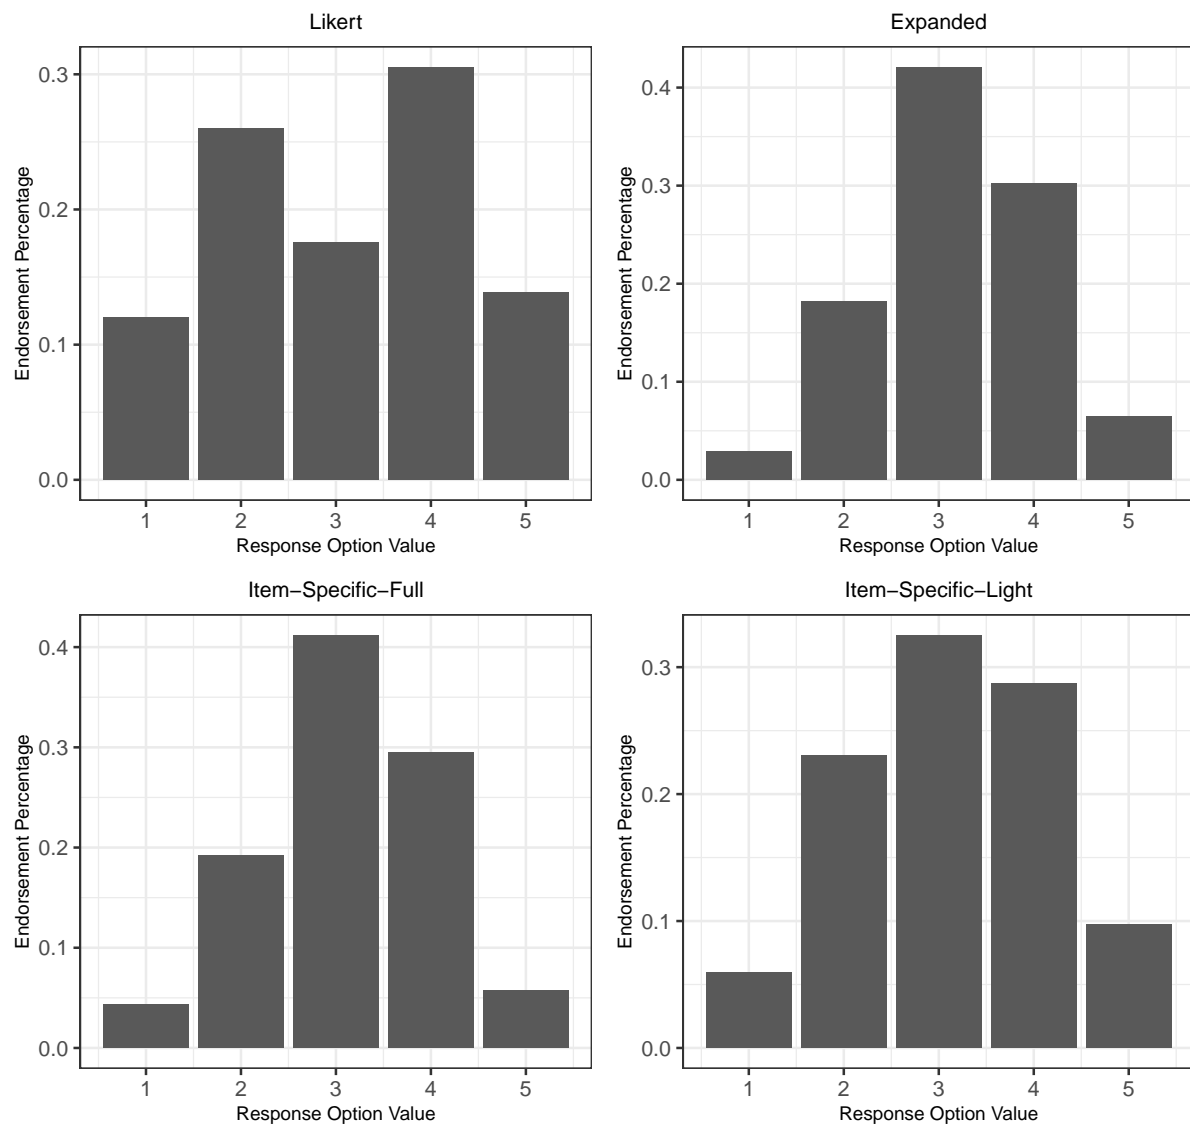 Likert
Endorsement Percentage
0.3
0.2
0.1
0.0
1 2 3 4 5
Response Option Value
Expanded
Endorsement Percentage
0.4
0.3
0.2
0.1
0.0
1 2 3 4 5
Response Option Value
Item−Specific−Full
Endorsement Percentage
0.4
0.3
0.2
0.1
0.0
1 2 3 4 5
Response Option Value
Item−Specific−Light
Endorsement Percentage
0.3
0.2
0.1
0.0
1 2 3 4 5
Response Option Value